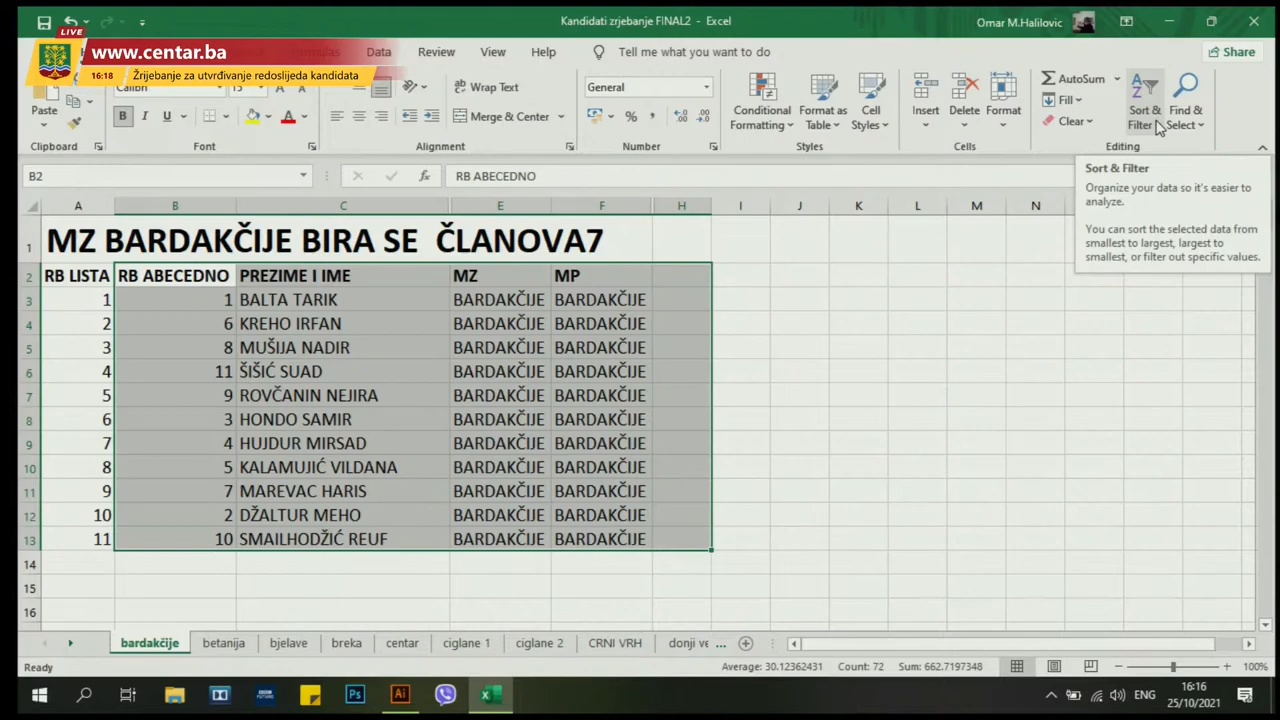 Kandidati zrjebanje FINAL2 - Excel
Omar M.Halilovic
LIVE
www.centar.ba
16:18 Žrijebanje za utvrđivanje redoslijeda kandidata
Data Review View Help Tell me what you want to do
Share
Paste
Clipboard
Calibri
B I U
A
Font
Wrap Text
Merge & Center
Alignment
General
%
Number
Conditional Formatting
Format as Table
Cell Styles
Styles
Insert
Delete
Format
Cells
AutoSum
Fill
Clear
Sort & Filter
Find & Select
Editing
B2
fx
RB ABECEDNO
Sort & Filter
Organize your data so it's easier to
analyze.
You can sort the selected data from
smallest to largest, largest to
smallest, or filter out specific values.
A B C E F H I J K L M N
1 MZ BARDAKČIJE BIRA SE ČLANOVA7
2 RB LISTA RB ABECEDNO PREZIME I IME MZ MP
3 1 1 BALTA TARIK BARDAKČIJE BARDAKČIJE
4 2 6 KREHO IRFAN BARDAKČIJE BARDAKČIJE
5 3 8 MUŠIJA NADIR BARDAKČIJE BARDAKČIJE
6 4 11 ŠIŠIĆ SUAD BARDAKČIJE BARDAKČIJE
7 5 9 ROVČANIN NEJIRA BARDAKČIJE BARDAKČIJE
8 6 3 HONDO SAMIR BARDAKČIJE BARDAKČIJE
9 7 4 HUJDUR MIRSAD BARDAKČIJE BARDAKČIJE
10 8 5 KALAMUJIĆ VILDANA BARDAKČIJE BARDAKČIJE
11 9 7 MAREVAC HARIS BARDAKČIJE BARDAKČIJE
12 10 2 DŽALTUR MEHO BARDAKČIJE BARDAKČIJE
13 11 10 SMAILHODŽIĆ REUF BARDAKČIJE BARDAKČIJE
14
15
16
bardakčije betanija bjelave breka centar ciglane 1 ciglane 2 CRNI VRH donji ve ...
Ready
Average: 30.12362431 Count: 72 Sum: 662.7197348
100%
Ps Ai
ENG
16:16
25/10/2021